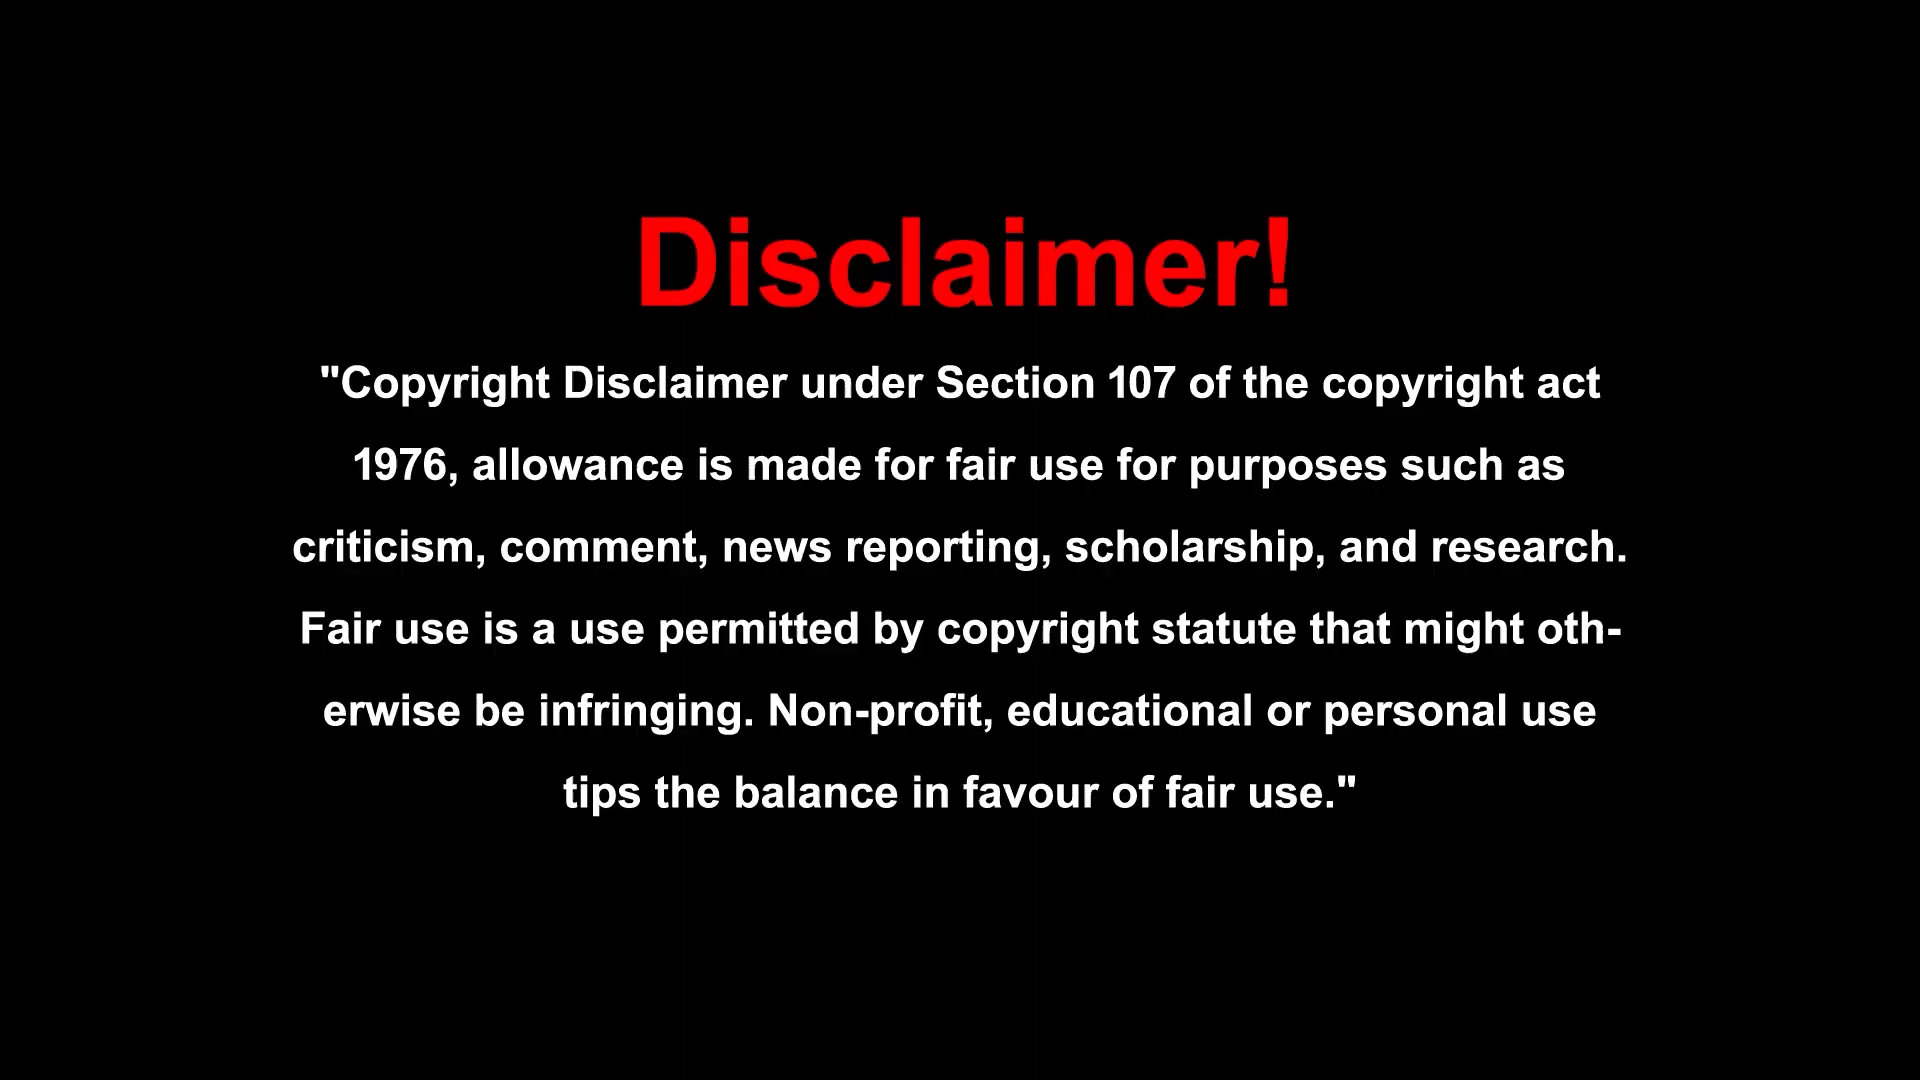 Disclaimer!
"Copyright Disclaimer under Section 107 of the copyright act
1976, allowance is made for fair use for purposes such as
criticism, comment, news reporting, scholarship, and research.
Fair use is a use permitted by copyright statute that might oth-
erwise be infringing. Non-profit, educational or personal use
tips the balance in favour of fair use."